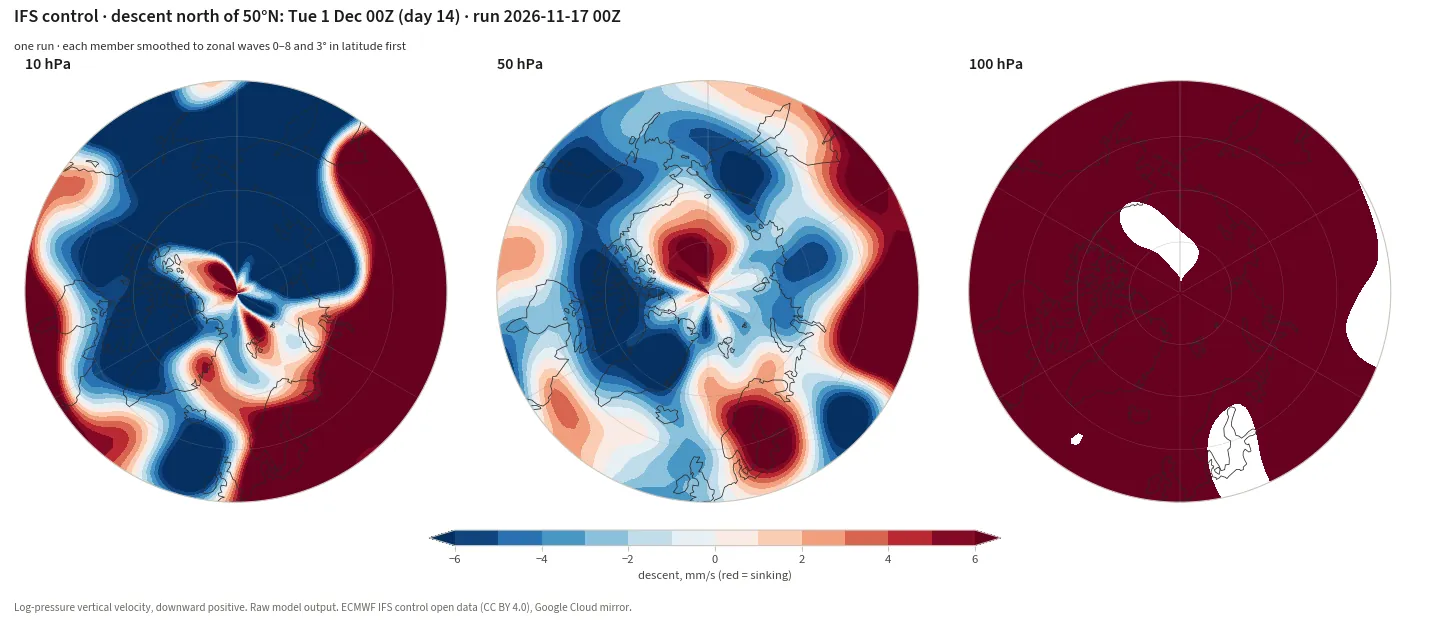 IFS control · descent north of 50°N: Tue 1 Dec 00Z (day 14) · run 2026-11-17 00Z
one run · each member smoothed to zonal waves 0–8 and 3° in latitude first
10 hPa
50 hPa
100 hPa
−6 −4 −2 0 2 4 6
descent, mm/s (red = sinking)
Log-pressure vertical velocity, downward positive. Raw model output. ECMWF IFS control open data (CC BY 4.0), Google Cloud mirror.